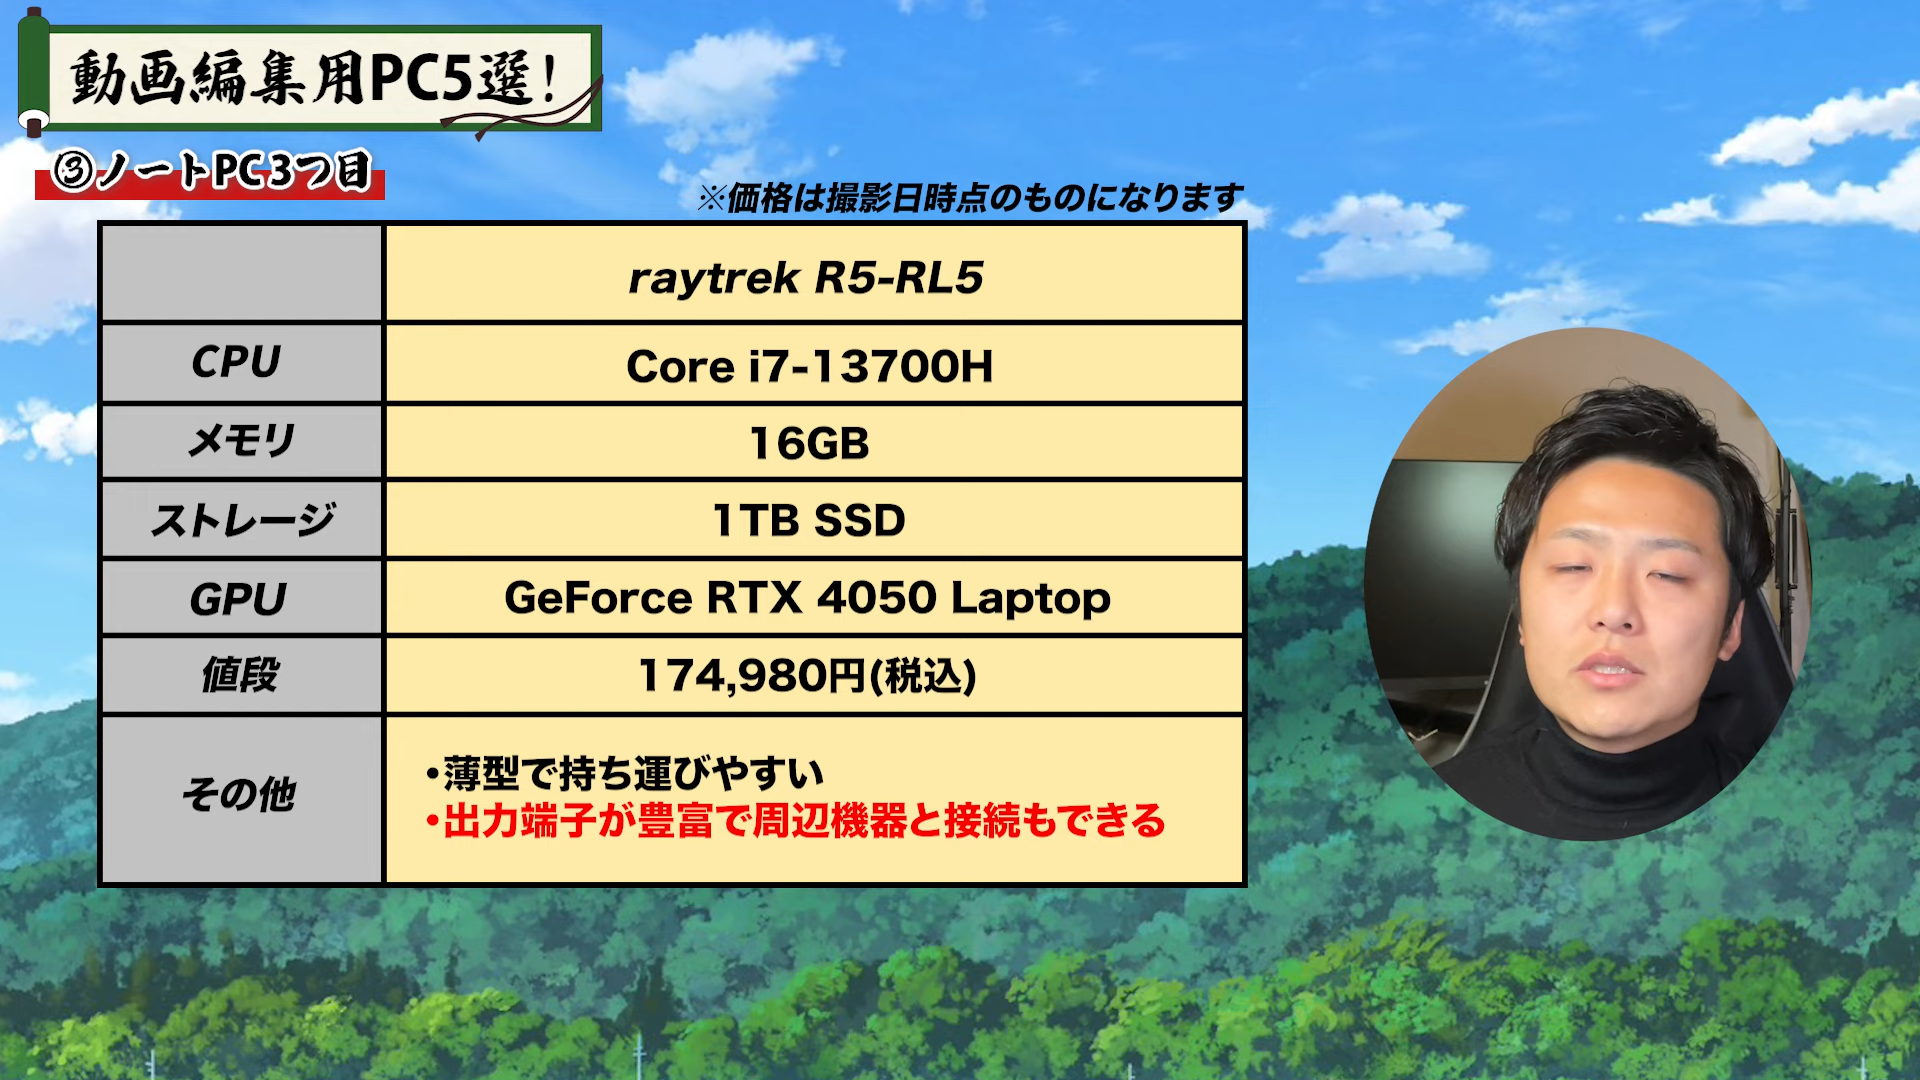 動画編集用PC5選!
③ノートPC3つ目
※価格は撮影日時点のものになります
raytrek R5-RL5
CPU Core i7-13700H
メモリ 16GB
ストレージ 1TB SSD
GPU GeForce RTX 4050 Laptop
値段 174,980円(税込)
その他
•薄型で持ち運びやすい
•出力端子が豊富で周辺機器と接続もできる